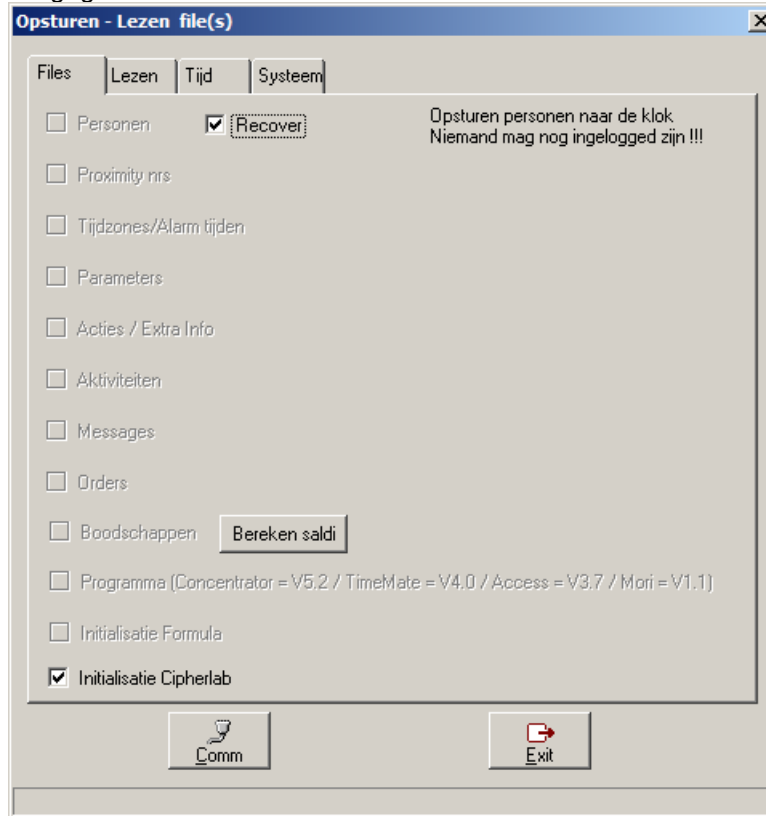 Opsturen - Lezen file(s)
Files Lezen Tijd Systeem
Personen Recover
Opsturen personen naar de klok
Niemand mag nog ingelogged zijn !!!
Proximity nrs
Tijdzones/Alarm tijden
Parameters
Acties / Extra Info
Aktiviteiten
Messages
Orders
Boodschappen Bereken saldi
Programma (Concentrator = V5.2 / TimeMate = V4.0 / Access = V3.7 / Mori = V1.1)
Initialisatie Formula
Initialisatie Cipherlab
Comm Exit